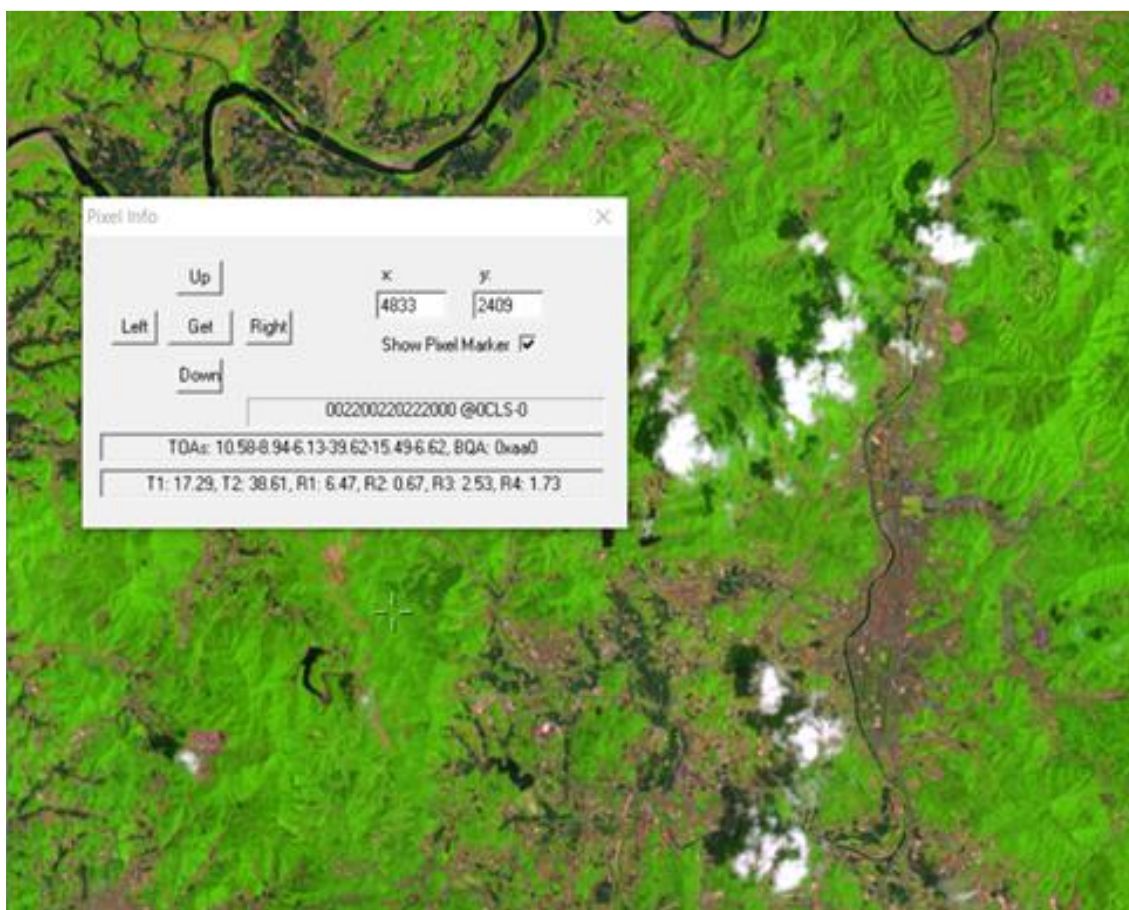 Pixel Info
Up
x: y:
4833 2409
Left Get Right
Show Pixel Marker
Down
002200220222000 @0CLS-0
TOAs: 10.58-8.94-6.13-39.62-15.49-6.62, BQA: 0xaa0
T1: 17.29, T2: 38.61, R1: 6.47, R2: 0.67, R3: 2.53, R4: 1.73